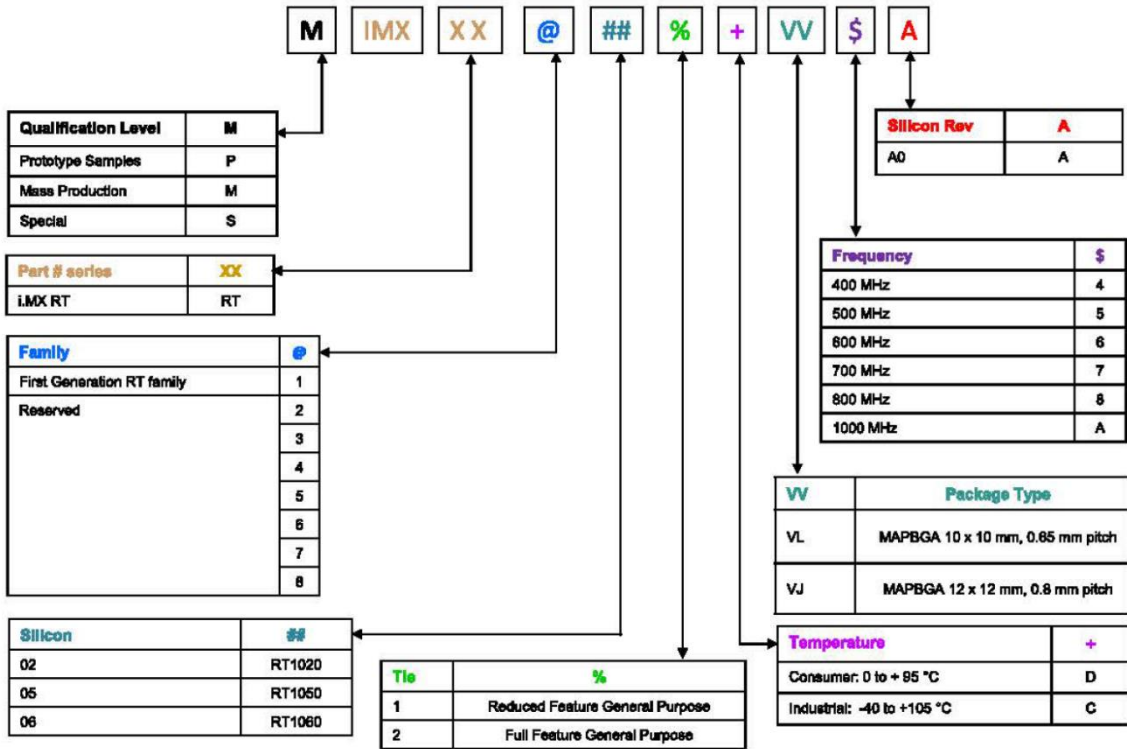 M IMX XX @ ## % + VV $ A
Qualification Level M
Prototype Samples P
Mass Production M
Special S
Part # series XX
i.MX RT RT
Family @
First Generation RT family 1
Reserved 2
3
4
5
6
7
8
Silicon ##
02 RT1020
05 RT1050
06 RT1060
Tie %
1 Reduced Feature General Purpose
2 Full Feature General Purpose
Silicon Rev A
A0 A
Frequency $
400 MHz 4
500 MHz 5
600 MHz 6
700 MHz 7
800 MHz 8
1000 MHz A
VV Package Type
VL MAPBGA 10 x 10 mm, 0.65 mm pitch
VJ MAPBGA 12 x 12 mm, 0.8 mm pitch
Temperature +
Consumer: 0 to + 95 °C D
Industrial: -40 to +105 °C C